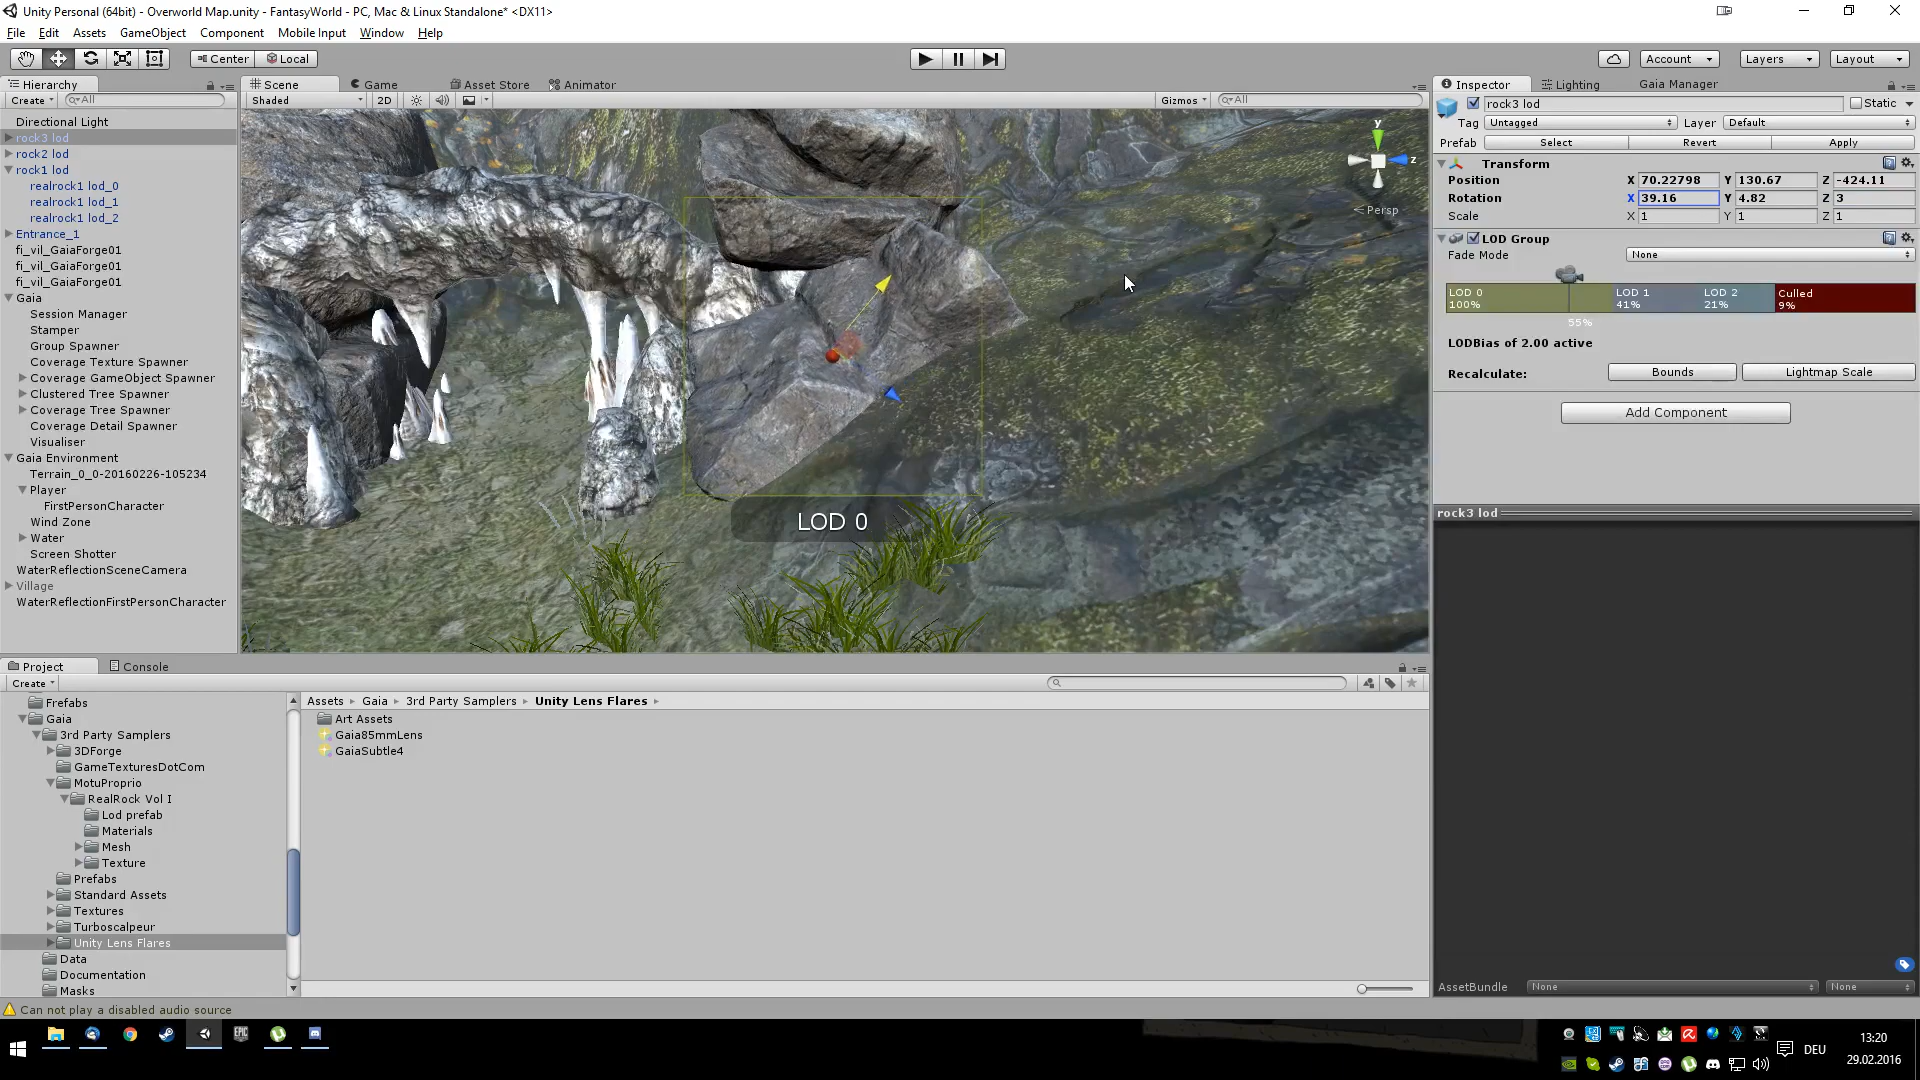 Unity Personal (64bit) - Overworld Map.unity - FantasyWorld - PC, Mac & Linux Standalone* <DX11>
File Edit Assets GameObject Component Mobile Input Window Help
Center Local Account Layers Layout
Hierarchy
Create All
Directional Light
rock3 lod
rock2 lod
rock1 lod
realrock1 lod_0
realrock1 lod_1
realrock1 lod_2
Entrance_1
fi_vil_GaiaForge01
fi_vil_GaiaForge01
fi_vil_GaiaForge01
Gaia
Session Manager
Stamper
Group Spawner
Coverage Texture Spawner
Coverage GameObject Spawner
Clustered Tree Spawner
Coverage Tree Spawner
Coverage Detail Spawner
Visualiser
Gaia Environment
Terrain_0_0-20160226-105234
Player
FirstPersonCharacter
Wind Zone
Water
Screen Shotter
WaterReflectionSceneCamera
Village
WaterReflectionFirstPersonCharacter
Scene Game Asset Store Animator
Shaded 2D Gizmos All
y
z
Persp
LOD 0
Inspector Lighting Gaia Manager
rock3 lod Static
Tag Untagged Layer Default
Prefab Select Revert Apply
Transform
Position X 70.22798 Y 130.67 Z -424.11
Rotation X 39.16 Y 4.82 Z 3
Scale X 1 Y 1 Z 1
LOD Group
Fade Mode None
LOD 0 LOD 1 LOD 2 Culled
100% 41% 21% 9%
55%
LODBias of 2.00 active
Recalculate: Bounds Lightmap Scale
Add Component
rock3 lod
AssetBundle None None
Project Console
Create
Prefabs
Gaia
3rd Party Samplers
3DForge
GameTexturesDotCom
MotuProprio
RealRock Vol I
Lod prefab
Materials
Mesh
Texture
Prefabs
Standard Assets
Textures
Turboscalpeur
Unity Lens Flares
Data
Documentation
Masks
Assets Gaia 3rd Party Samplers Unity Lens Flares
Art Assets
Gaia85mmLens
GaiaSubtle4
Can not play a disabled audio source
EPIC
DEU
13:20
29.02.2016